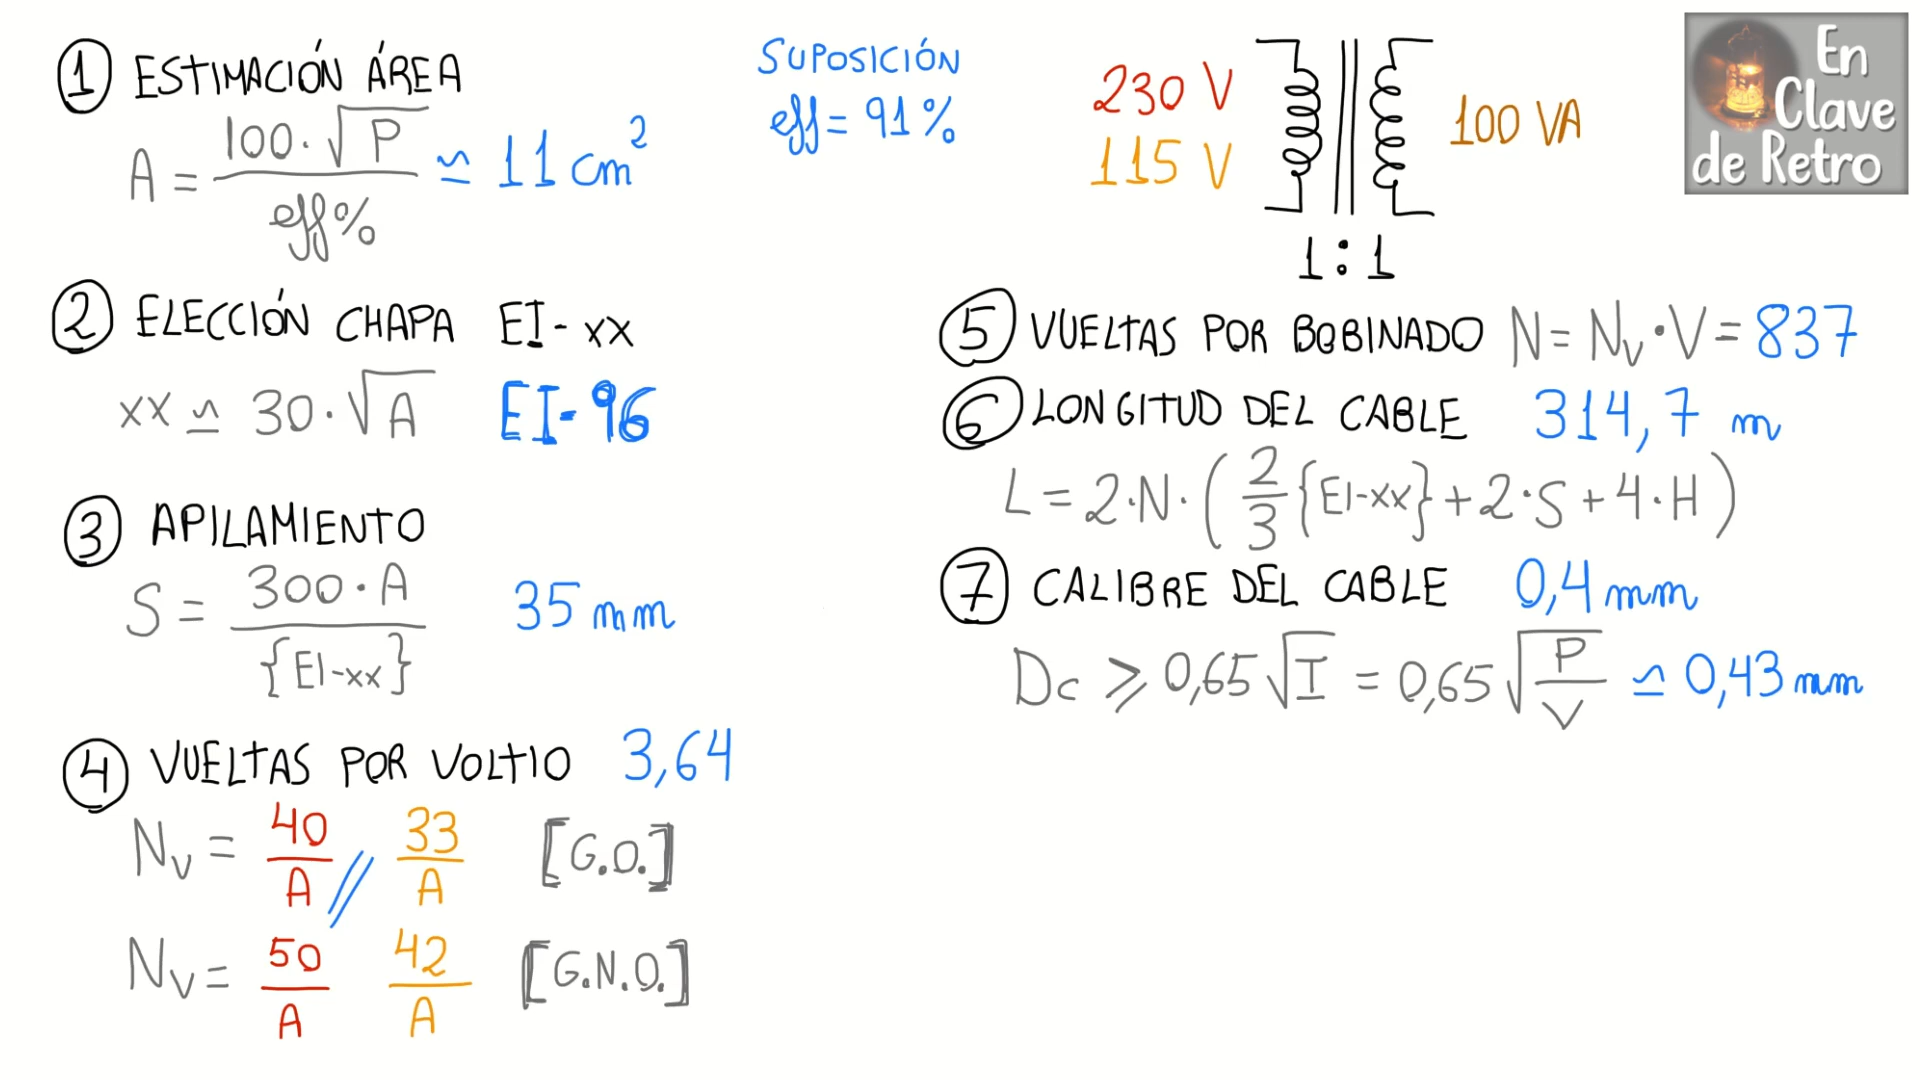 1 ESTIMACIÓN ÁREA
A = 100·√P / eff% ≃ 11 cm²
SUPOSICIÓN
eff = 91%
230 V
115 V
100 VA
1:1
En
Clave
de Retro
2 ELECCIÓN CHAPA EI-xx
xx ≃ 30·√A EI-96
3 APILAMIENTO
S = 300·A / {EI-xx} 35 mm
4 VUELTAS POR VOLTIO 3,64
Nv = 40/A // 33/A [G.O.]
Nv = 50/A 42/A [G.N.O.]
5 VUELTAS POR BOBINADO N = Nv·V = 837
6 LONGITUD DEL CABLE 314,7 m
L = 2·N·(2/3 {EI-xx} + 2·S + 4·H)
7 CALIBRE DEL CABLE 0,4 mm
Dc ⩾ 0,65 √I = 0,65 √P/V ≃ 0,43 mm